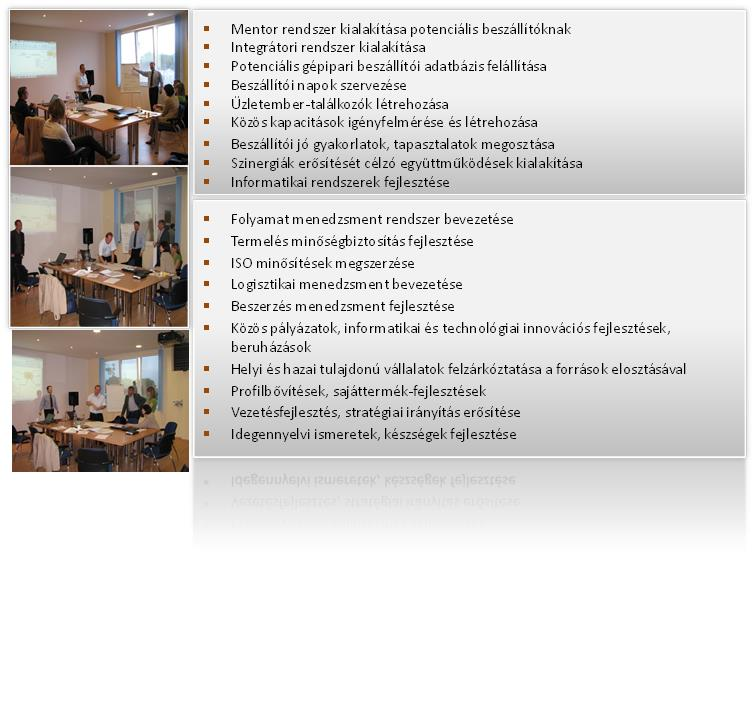 ▪ Mentor rendszer kialakítása potenciális beszállítóknak
▪ Integrátori rendszer kialakítása
▪ Potenciális gépipari beszállítói adatbázis felállítása
▪ Beszállítói napok szervezése
▪ Üzletember-találkozók létrehozása
▪ Közös kapacitások igényfelmérése és létrehozása
▪ Beszállítói jó gyakorlatok, tapasztalatok megosztása
▪ Szinergiák erősítését célzó együttműködések kialakítása
▪ Informatikai rendszerek fejlesztése
▪ Folyamat menedzsment rendszer bevezetése
▪ Termelés minőségbiztosítás fejlesztése
▪ ISO minősítések megszerzése
▪ Logisztikai menedzsment bevezetése
▪ Beszerzés menedzsment fejlesztése
▪ Közös pályázatok, informatikai és technológiai innovációs fejlesztések,
beruházások
▪ Helyi és hazai tulajdonú vállalatok felzárkóztatása a források elosztásával
▪ Profilbővítések, sajáttermék-fejlesztések
▪ Vezetésfejlesztés, stratégiai irányítás erősítése
▪ Idegennyelvi ismeretek, készségek fejlesztése